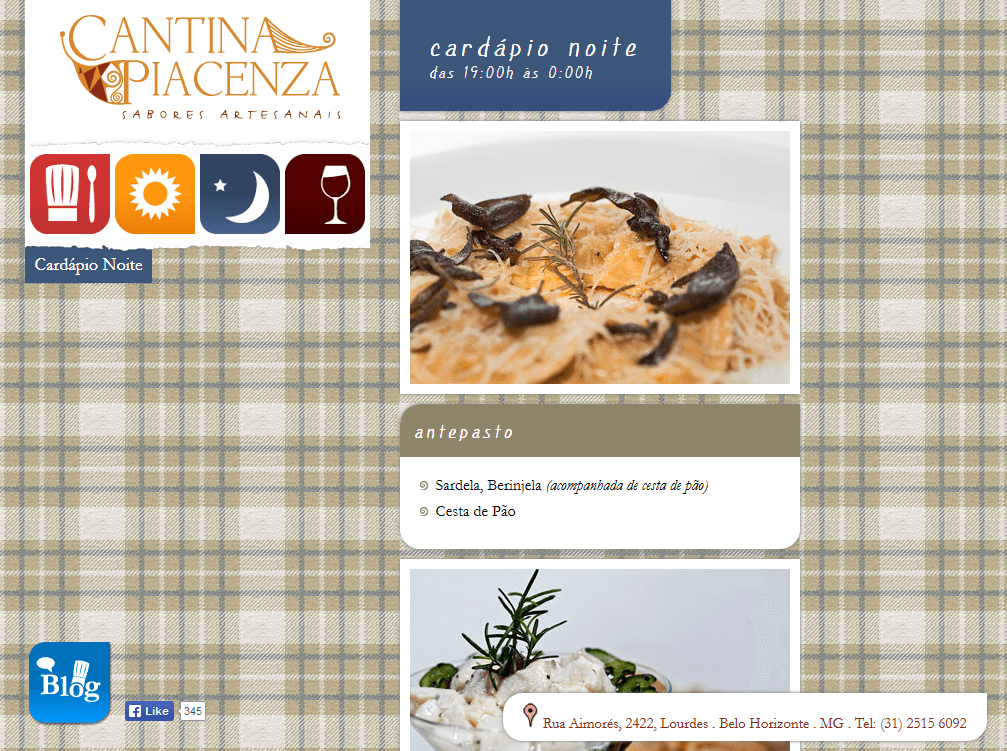 CANTINA
PIACENZA
SABORES ARTESANAIS
Cardápio Noite
cardápio noite
das 19:00h às 0:00h
antepasto
Sardela, Berinjela (acompanhada de cesta de pão)
Cesta de Pão
Blog
Like 345
Rua Aimorés, 2422, Lourdes . Belo Horizonte . MG . Tel: (31) 2515 6092